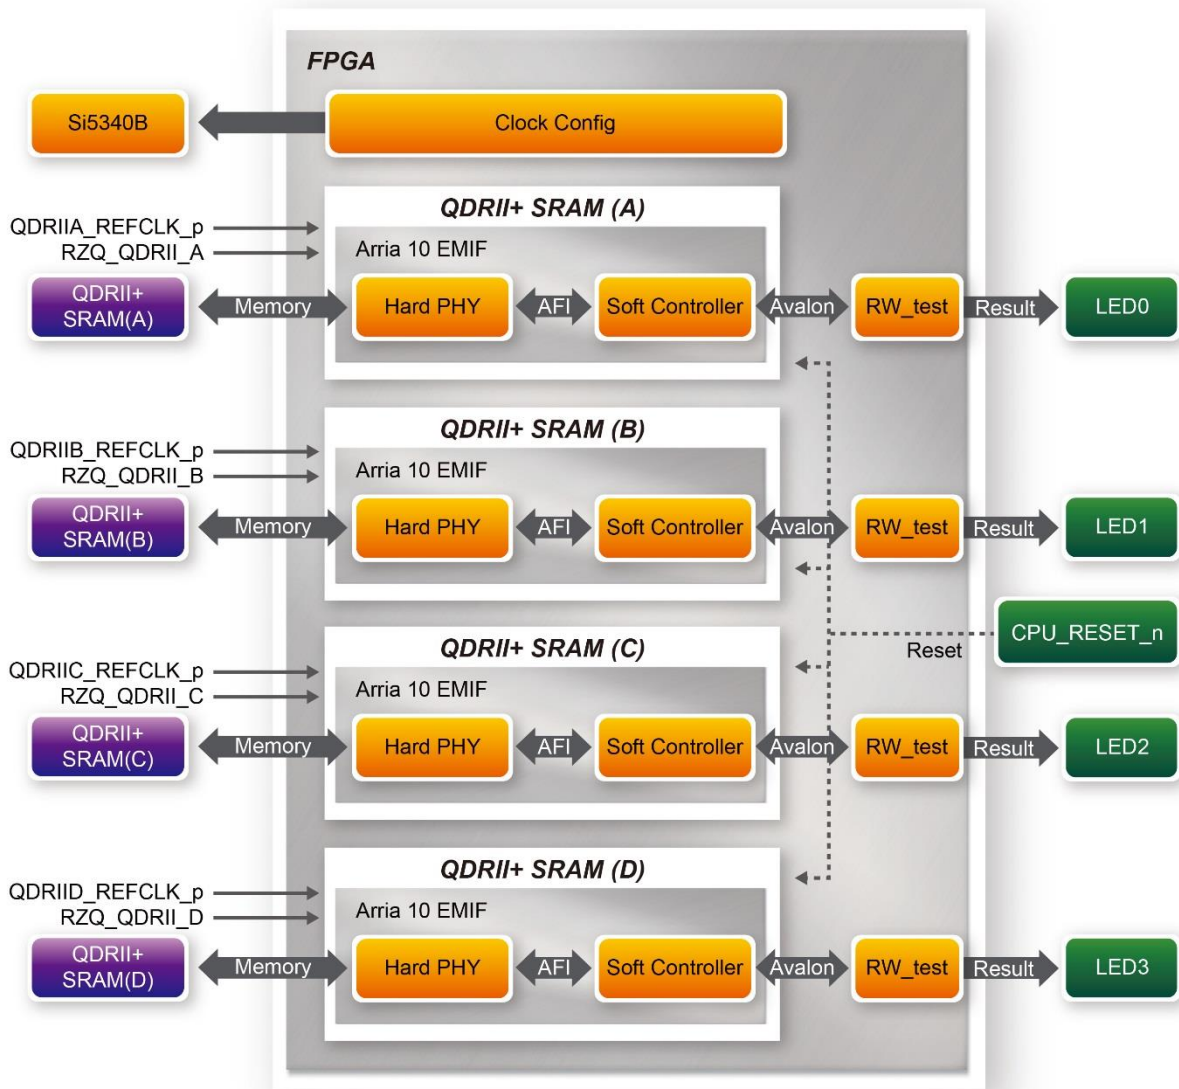 FPGA
Si5340B
Clock Config
QDRII+ SRAM (A)
QDRIIA_REFCLK_p
RZQ_QDRII_A
Arria 10 EMIF
QDRII+
SRAM(A)
Memory
Hard PHY
AFI
Soft Controller
Avalon
RW_test
Result
LED0
QDRII+ SRAM (B)
QDRIIB_REFCLK_p
RZQ_QDRII_B
Arria 10 EMIF
QDRII+
SRAM(B)
Memory
Hard PHY
AFI
Soft Controller
Avalon
RW_test
Result
LED1
CPU_RESET_n
Reset
QDRII+ SRAM (C)
QDRIIC_REFCLK_p
RZQ_QDRII_C
Arria 10 EMIF
QDRII+
SRAM(C)
Memory
Hard PHY
AFI
Soft Controller
Avalon
RW_test
Result
LED2
QDRII+ SRAM (D)
QDRIID_REFCLK_p
RZQ_QDRII_D
Arria 10 EMIF
QDRII+
SRAM(D)
Memory
Hard PHY
AFI
Soft Controller
Avalon
RW_test
Result
LED3